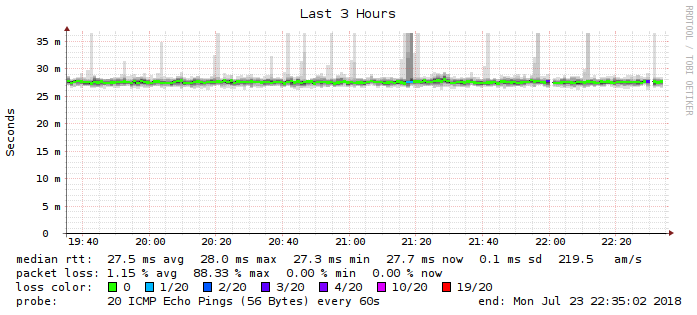 Last 3 Hours
RRDTOOL / TOBI OETIKER
Seconds
35 m
30 m
25 m
20 m
15 m
10 m
5 m
0
19:40 20:00 20:20 20:40 21:00 21:20 21:40 22:00 22:20
median rtt: 27.5 ms avg 28.0 ms max 27.3 ms min 27.7 ms now 0.1 ms sd 219.5 am/s
packet loss: 1.15 % avg 88.33 % max 0.00 % min 0.00 % now
loss color: 0 1/20 2/20 3/20 4/20 10/20 19/20
probe: 20 ICMP Echo Pings (56 Bytes) every 60s end: Mon Jul 23 22:35:02 2018